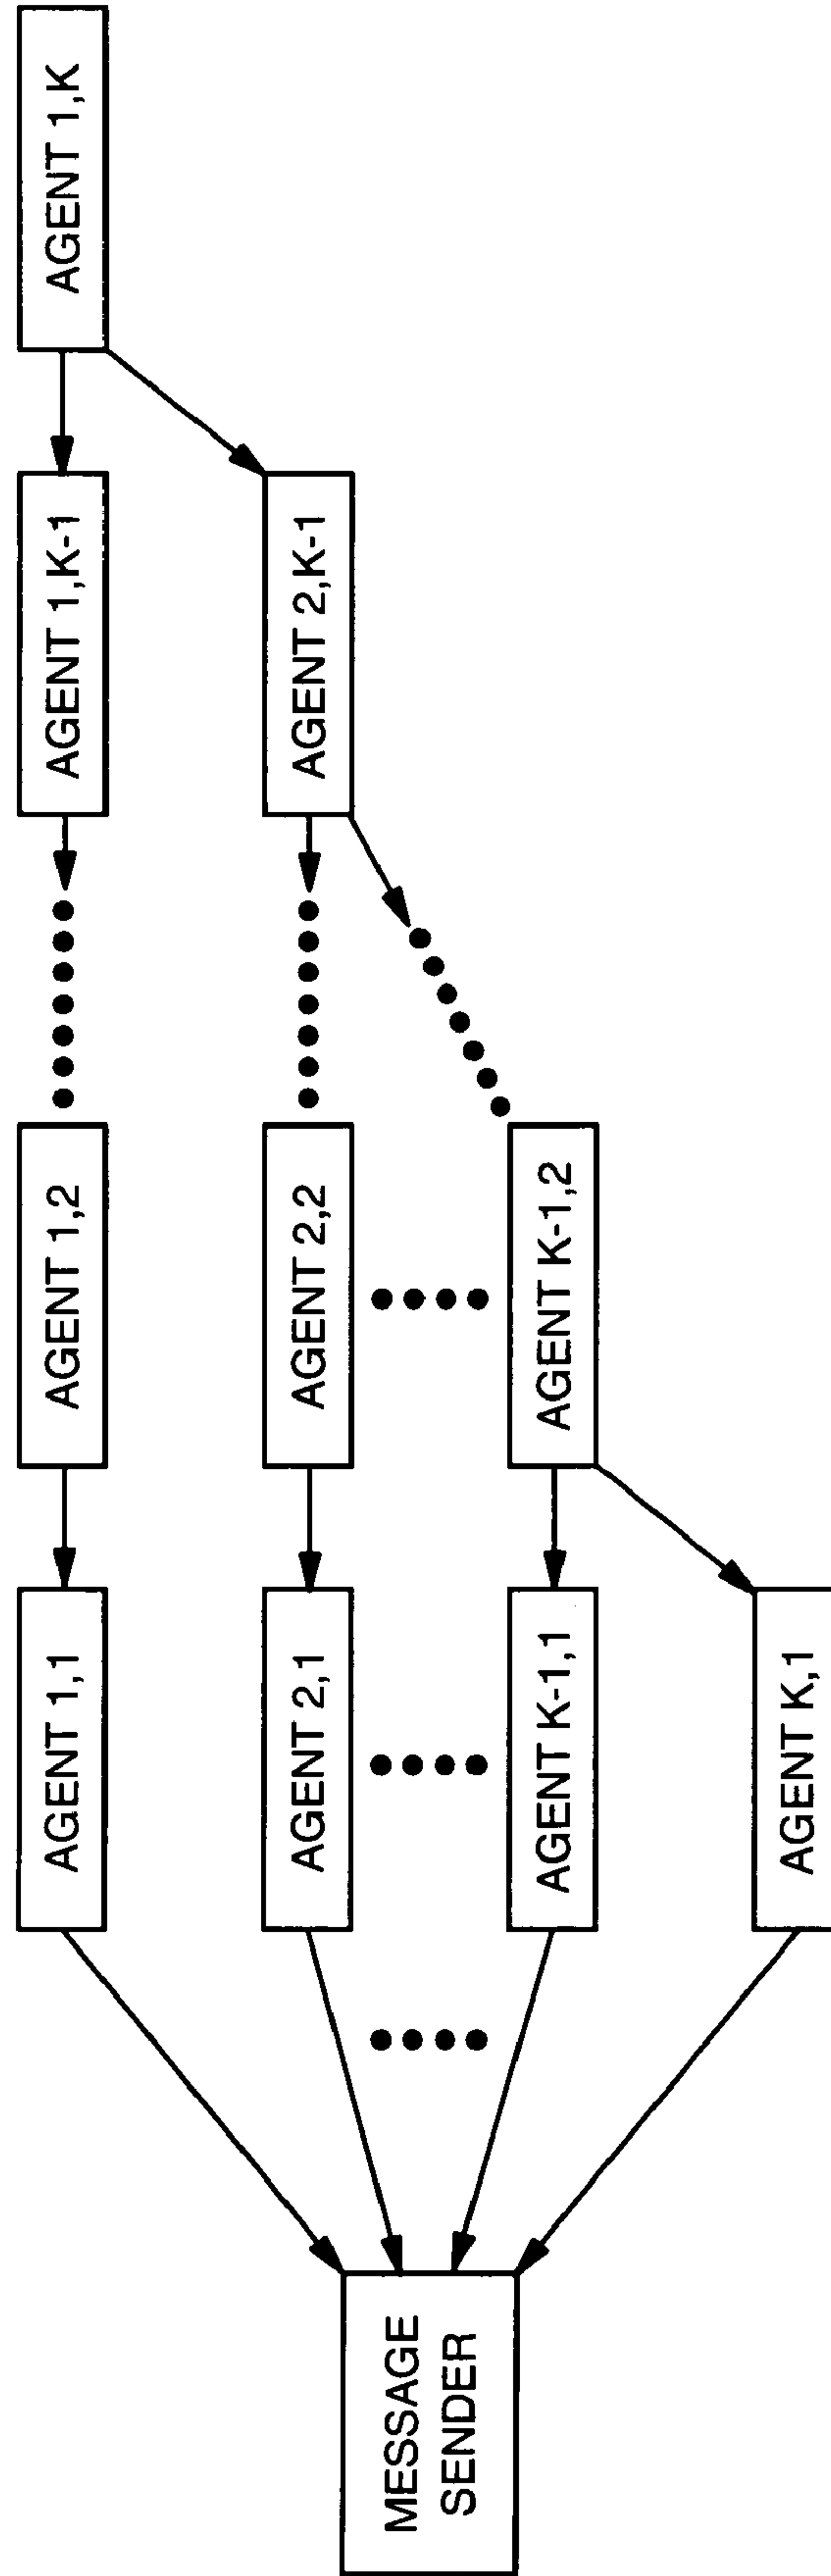 AGENT 1,K
AGENT 1,K-1
AGENT 2,K-1
AGENT 1,2
AGENT 2,2
AGENT K-1,2
AGENT 1,1
AGENT 2,1
AGENT K-1,1
AGENT K,1
MESSAGE
SENDER